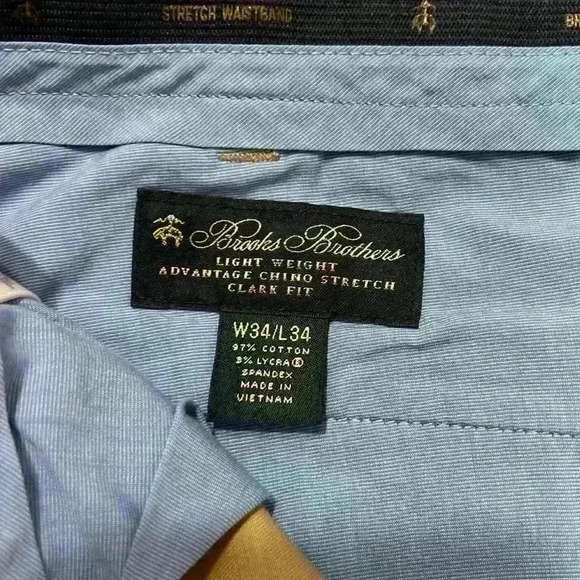 STRETCH WAISTBAND
BR
Brooks Brothers
LIGHT WEIGHT
ADVANTAGE CHINO STRETCH
CLARK FIT
W34/L34
97% COTTON
3% LYCRA®
SPANDEX
MADE IN
VIETNAM